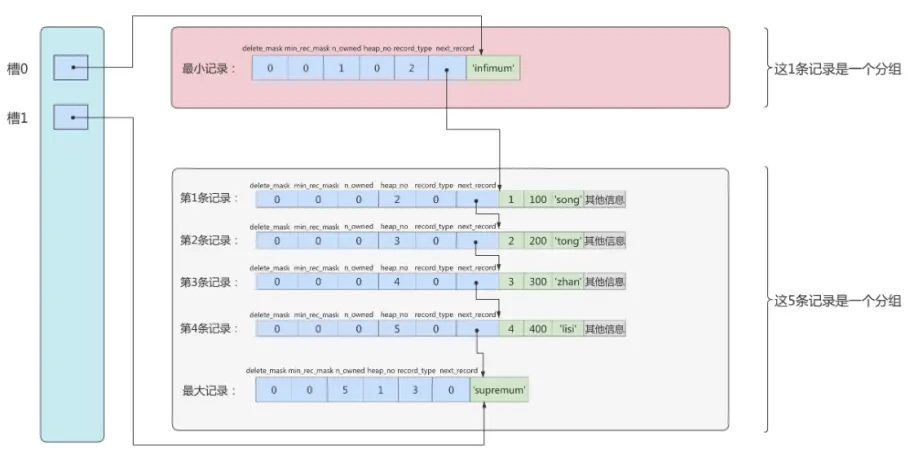 delete_mask min_rec_mask n_owned heap_no record_type next_record
槽0
最小记录：
0 0 1 0 2 'infimum'
这1条记录是一个分组
槽1
delete_mask min_rec_mask n_owned heap_no record_type next_record
第1条记录：
0 0 0 2 0 1 100 'song' 其他信息
delete_mask min_rec_mask n_owned heap_no record_type next_record
第2条记录：
0 0 0 3 0 2 200 'tong' 其他信息
delete_mask min_rec_mask n_owned heap_no record_type next_record
第3条记录：
0 0 0 4 0 3 300 'zhan' 其他信息
这5条记录是一个分组
delete_mask min_rec_mask n_owned heap_no record_type next_record
第4条记录：
0 0 0 5 0 4 400 'lisi' 其他信息
delete_mask min_rec_mask n_owned heap_no record_type next_record
最大记录：
0 0 5 1 3 0 'supremum'